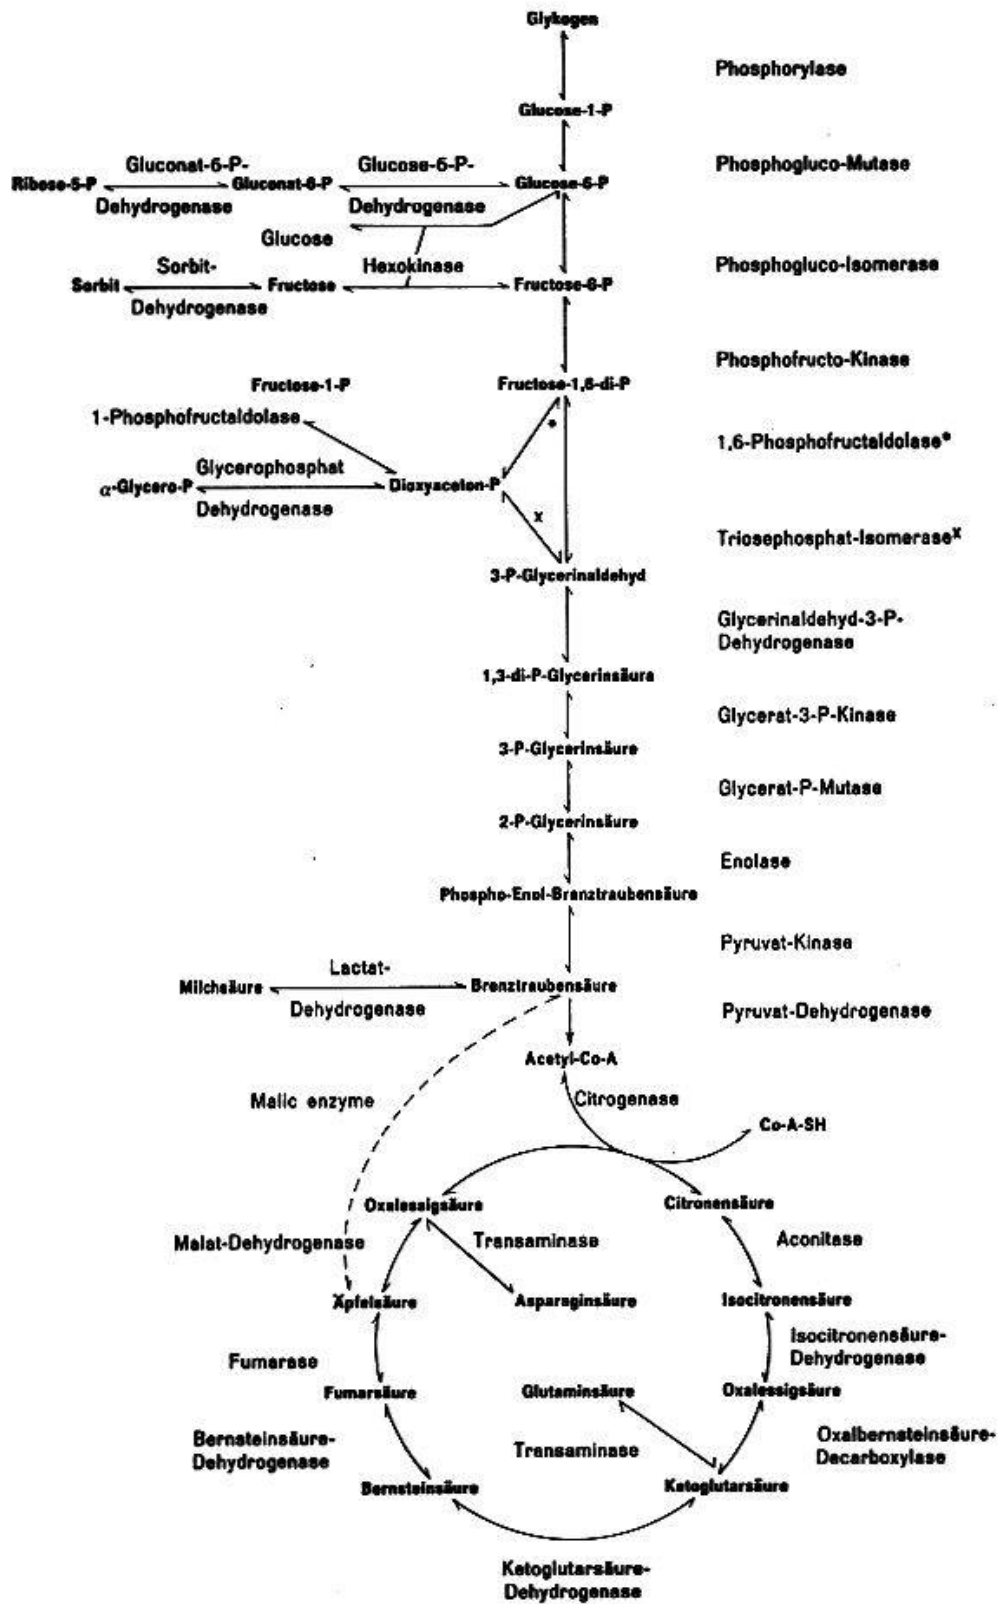 Glykogen
Phosphorylase
Glucose-1-P
Gluconat-6-P-
Glucose-6-P-
Phosphogluco-Mutase
Ribose-5-P
Gluconat-6-P
Glucose-6-P
Dehydrogenase
Dehydrogenase
Glucose
Sorbit-
Hexokinase
Phosphogluco-Isomerase
Sorbit
Fructose
Fructose-6-P
Dehydrogenase
Phosphofructo-Kinase
Fructose-1-P
Fructose-1,6-di-P
1-Phosphofructaldolase
*
1,6-Phosphofructaldolase*
Glycerophosphat
α-Glycero-P
Dioxyaceton-P
Dehydrogenase
x
Triosephosphat-Isomerasex
3-P-Glycerinaldehyd
Glycerinaldehyd-3-P-
Dehydrogenase
1,3-di-P-Glycerinsäura
Glycerat-3-P-Kinase
3-P-Glycerinsäure
Glycerat-P-Mutase
2-P-Glycerinsäure
Enolase
Phospho-Enol-Brenztraubensäure
Pyruvat-Kinase
Lactat-
Milchsäure
Brenztraubensäure
Dehydrogenase
Pyruvat-Dehydrogenase
Acetyl-Co-A
Malic enzyme
Citrogenase
Co-A-SH
Oxalessigsäure
Citronensäure
Malat-Dehydrogenase
Transaminase
Aconitase
Äpfelsäure
Asparaginsäure
Isocitronensäure
Isocitronensäure-
Dehydrogenase
Fumarase
Fumarsäure
Glutaminsäure
Oxalessigsäure
Bernsteinsäure-
Dehydrogenase
Transaminase
Oxalbernsteinsäure-
Decarboxylase
Bernsteinsäure
Ketoglutarsäure
Ketoglutarsäure-
Dehydrogenase